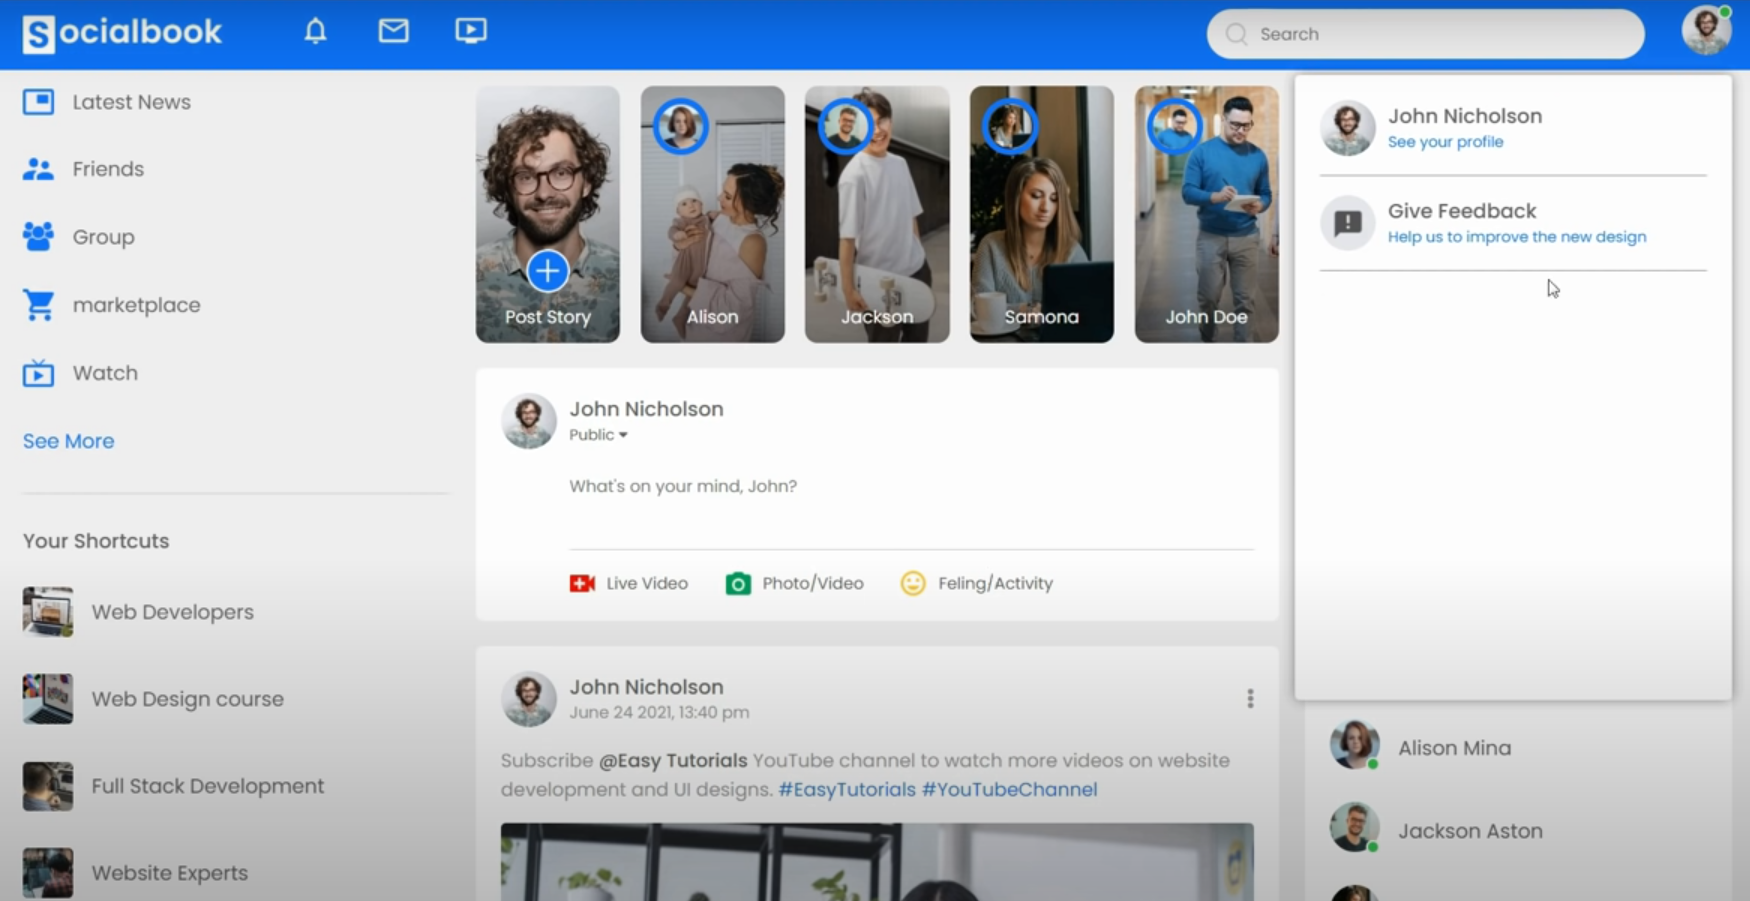 Socialbook
Search
Latest News
Friends
Group
marketplace
Watch
See More
Your Shortcuts
Web Developers
Web Design course
Full Stack Development
Website Experts
Post Story
Alison
Jackson
Samona
John Doe
John Nicholson
Public
What's on your mind, John?
Live Video
Photo/Video
Feling/Activity
John Nicholson
June 24 2021, 13:40 pm
Subscribe @Easy Tutorials YouTube channel to watch more videos on website
development and UI designs. #EasyTutorials #YouTubeChannel
John Nicholson
See your profile
Give Feedback
Help us to improve the new design
Alison Mina
Jackson Aston